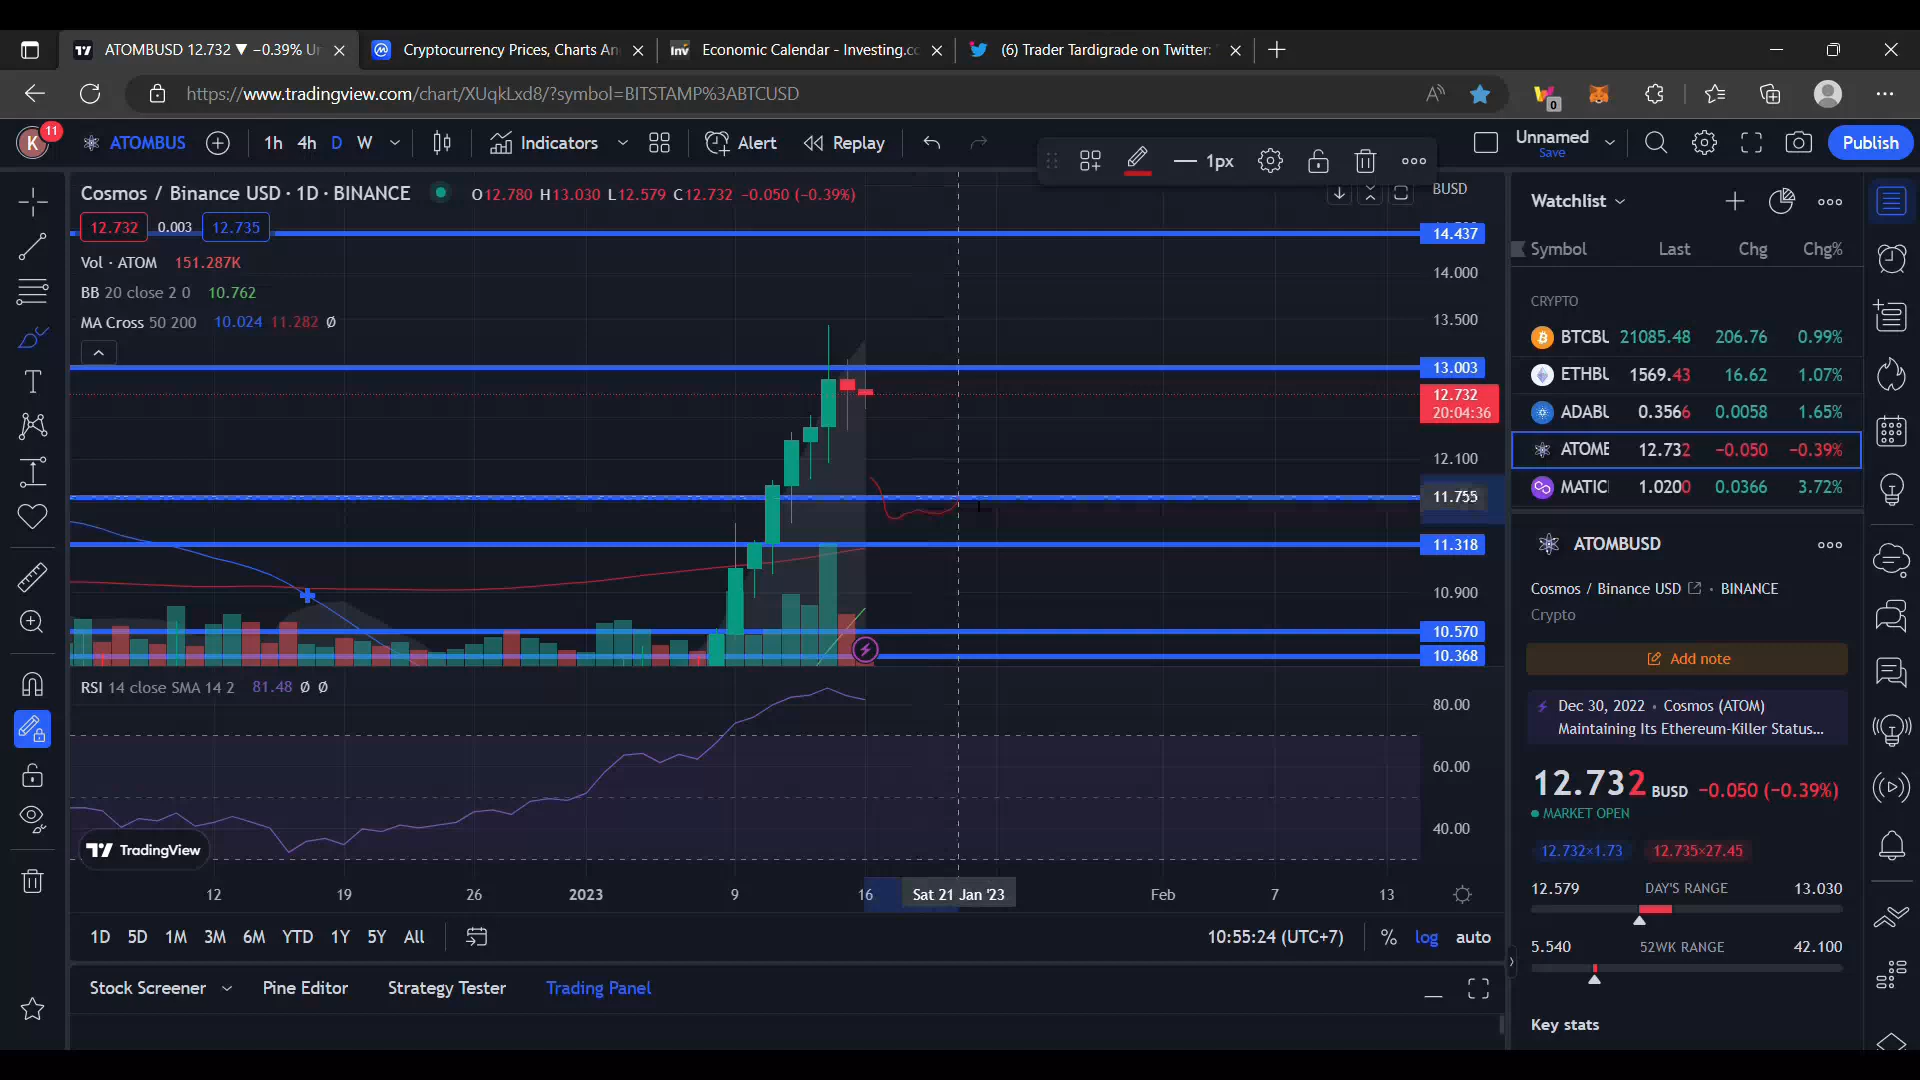 ATOMBUSD 12.732 ▼ −0.39% Un
Cryptocurrency Prices, Charts An
Economic Calendar - Investing.co
(6) Trader Tardigrade on Twitter:
https://www.tradingview.com/chart/XUqkLxd8/?symbol=BITSTAMP%3ABTCUSD
K 11 ATOMBUS 1h 4h D W Indicators Alert Replay
1px
Unnamed
Save
Publish
Cosmos / Binance USD · 1D · BINANCE O12.780 H13.030 L12.579 C12.732 −0.050 (−0.39%)
12.732 0.003 12.735
Vol · ATOM 151.287K
BB 20 close 2 0 10.762
MA Cross 50 200 10.024 11.282 Ø
BUSD
14.437
14.000
13.500
13.003
12.732
20:04:36
12.100
11.755
11.318
10.900
10.570
10.368
RSI 14 close SMA 14 2 81.48 Ø Ø
80.00
60.00
40.00
TradingView
12 19 26 2023 9 16 Sat 21 Jan '23 Feb 7 13
1D 5D 1M 3M 6M YTD 1Y 5Y All
10:55:24 (UTC+7) % log auto
Stock Screener Pine Editor Strategy Tester Trading Panel
Watchlist
Symbol Last Chg Chg%
CRYPTO
BTCBU 21085.48 206.76 0.99%
ETHBU 1569.43 16.62 1.07%
ADABU 0.3566 0.0058 1.65%
ATOME 12.732 −0.050 −0.39%
MATIC 1.0200 0.0366 3.72%
ATOMBUSD
Cosmos / Binance USD · BINANCE
Crypto
Add note
Dec 30, 2022 · Cosmos (ATOM)
Maintaining Its Ethereum-Killer Status...
12.732 BUSD −0.050 (−0.39%)
MARKET OPEN
12.732×1.73 12.735×27.45
12.579 DAY'S RANGE 13.030
5.540 52WK RANGE 42.100
Key stats